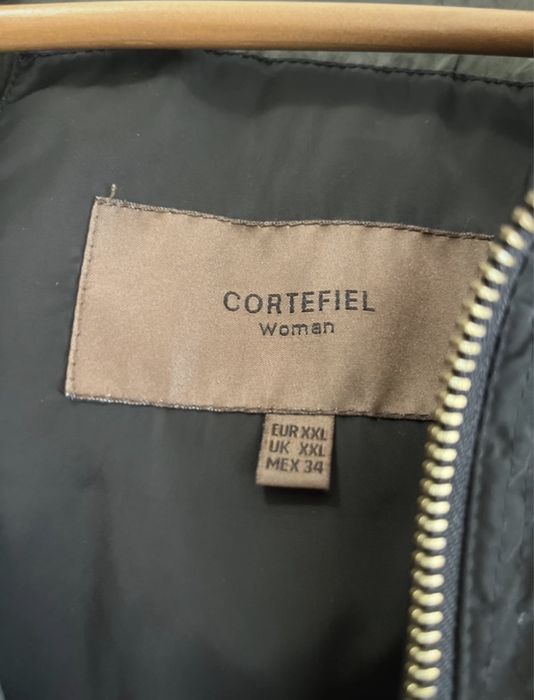 CORTEFIEL
Woman
EUR XXL
UK XXL
MEX 34